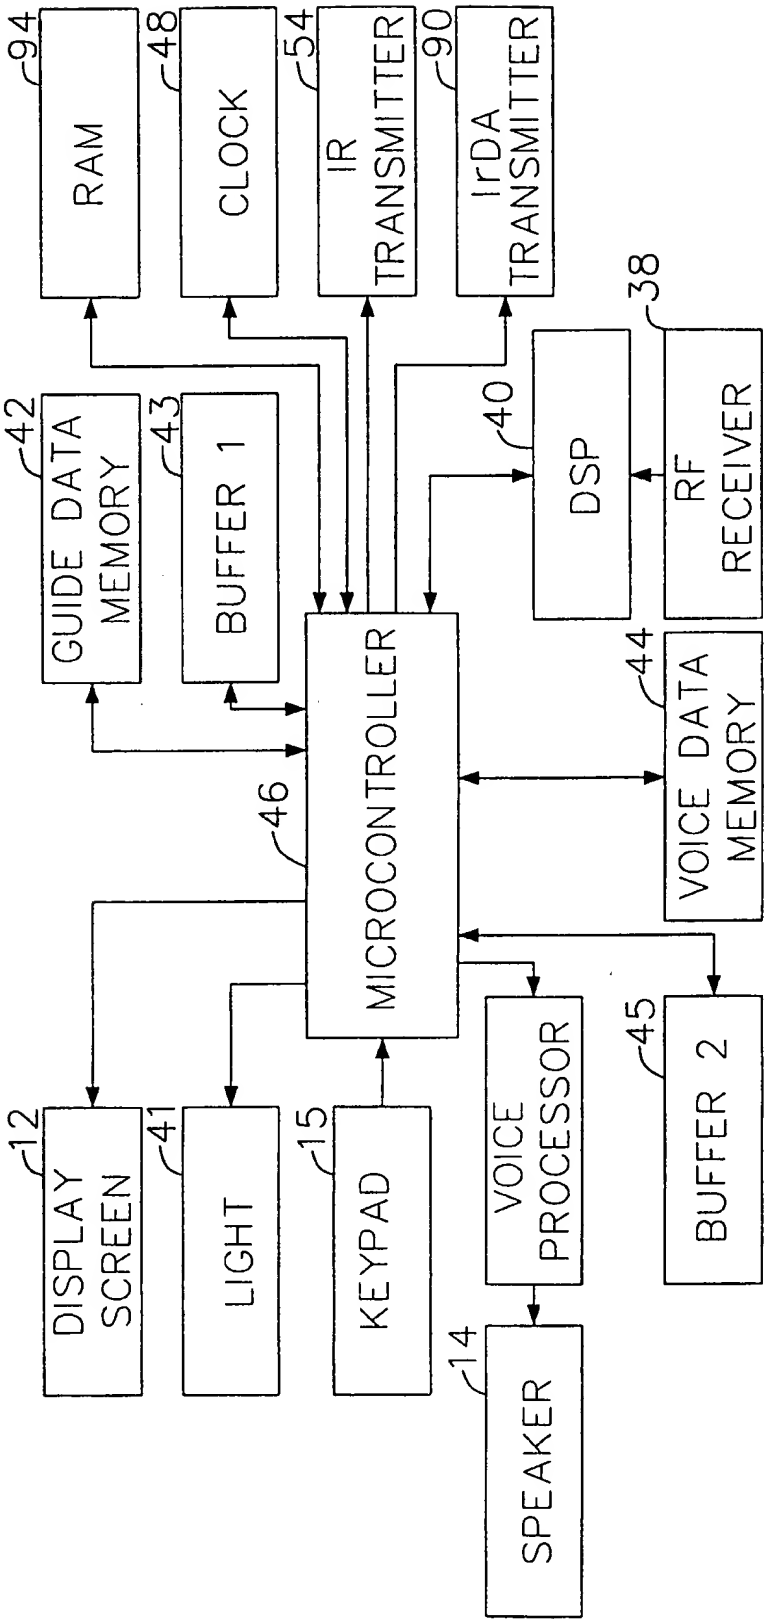 12
DISPLAY
SCREEN
41
LIGHT
15
KEYPAD
14
SPEAKER
VOICE
PROCESSOR
45
BUFFER 2
46
MICROCONTROLLER
42
GUIDE DATA
MEMORY
43
BUFFER 1
44
VOICE DATA
MEMORY
94
RAM
48
CLOCK
54
IR
TRANSMITTER
90
IrDA
TRANSMITTER
40
DSP
38
RF
RECEIVER